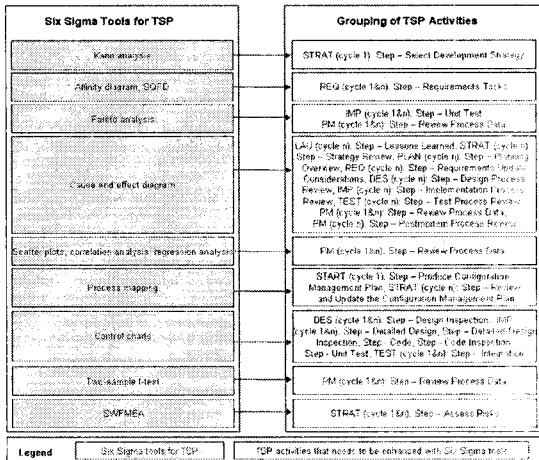 Six Sigma Tools for TSP
Grouping of TSP Activities
Kano analysis
STRAT (cycle 1). Step – Select Development Strategy
Affinity diagram, SQFD
REQ (cycle 1&n). Step – Requirements Tasks
Pareto analysis
IMP (cycle 1&n). Step – Unit Test
PM (cycle 1&n). Step – Review Process Data
Cause and effect diagram
LAU (cycle n). Step – Lessons Learned, STRAT (cycle n).
Step – Strategy Review, PLAN (cycle n). Step – Planning
Overview, REQ (cycle n). Step – Requirements Update
Considerations, DES (cycle n). Step – Design Process
Review, IMP (cycle n). Step – Implementation Process
Review, TEST (cycle n). Step – Test Process Review
PM (cycle 1&n). Step – Review Process Data,
PM (cycle n). Step – Postmortem Process Review
Scatter plots, correlation analysis, regression analysis
PM (cycle 1&n). Step – Review Process Data
Process mapping
START (cycle 1). Step – Produce Configuration
Management Plan, STRAT (cycle n). Step – Review
and Update the Configuration Management Plan
Control charts
DES (cycle 1&n). Step – Design Inspection, IMP
(cycle 1&n). Step – Detailed Design, Step – Detailed-Design
Inspection, Step - Code, Step – Code Inspection
Step - Unit Test, TEST (cycle 1&n). Step – Integration
Two-sample t-test
PM (cycle 1&n). Step – Review Process Data
SWFMEA
STRAT (cycle 1&n). Step – Assess Risks
Legend
Six Sigma tools for TSP
TSP activities that needs to be enhanced with Six Sigma tools